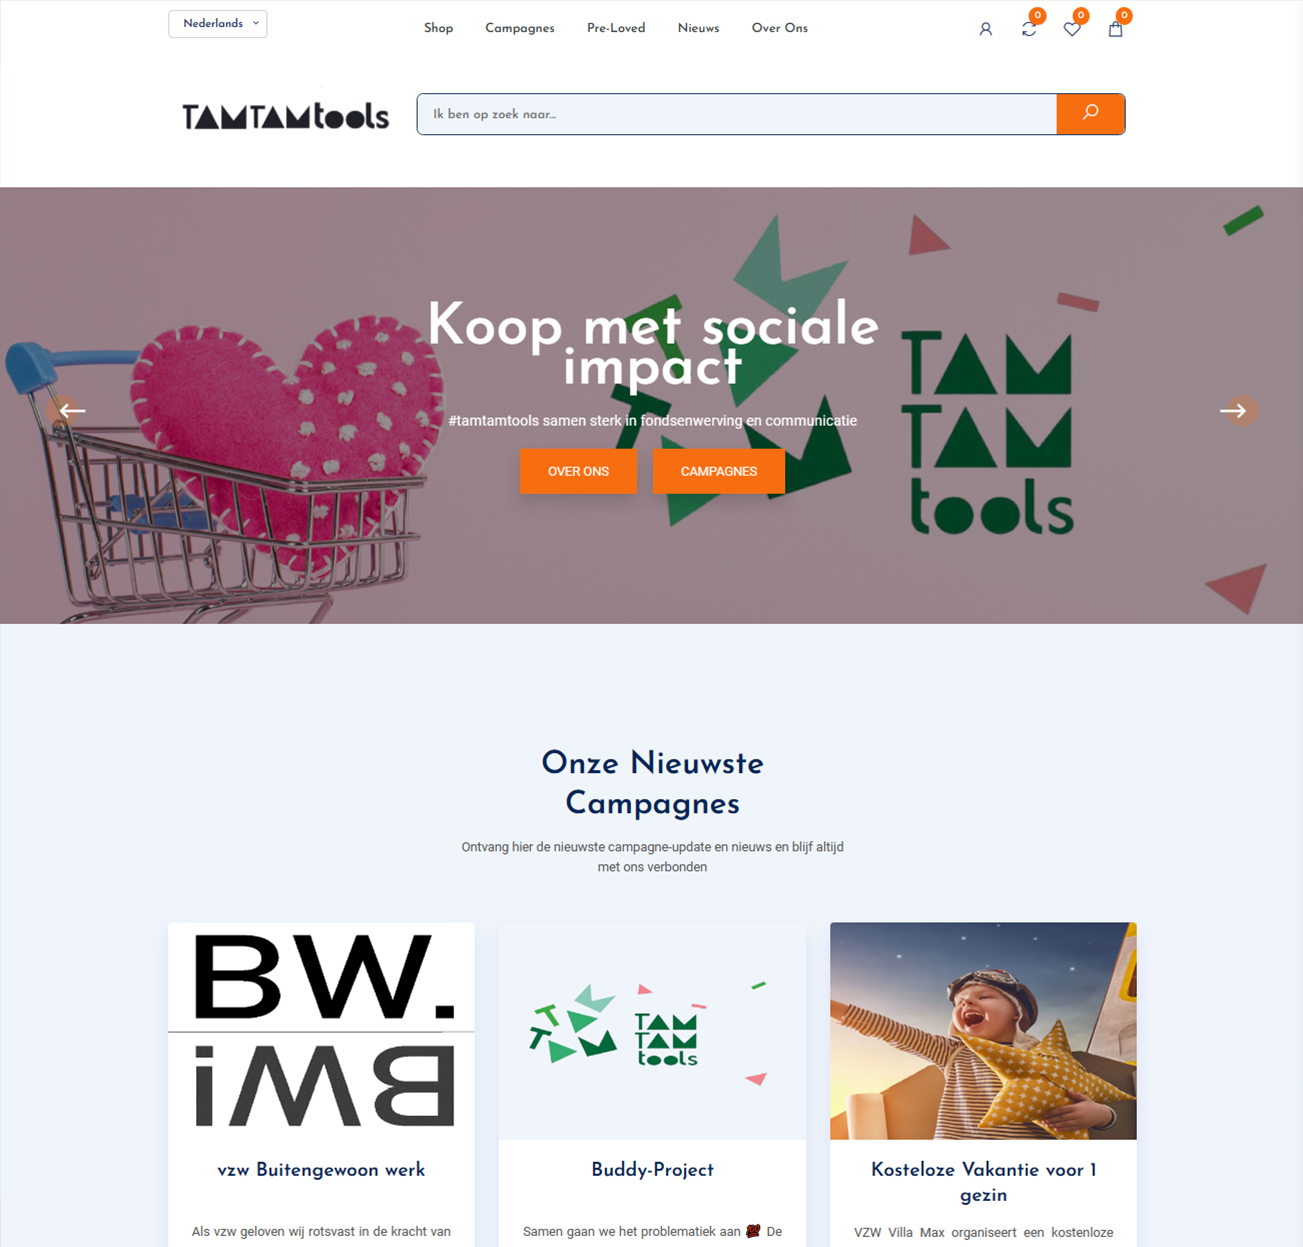 Nederlands
Shop Campagnes Pre-Loved Nieuws Over Ons
0 0 0
TAMTAMtools
Ik ben op zoek naar...
Koop met sociale
impact
#tamtamtools samen sterk in fondsenwerving en communicatie
OVER ONS CAMPAGNES
TAM
TAM
tools
Onze Nieuwste
Campagnes
Ontvang hier de nieuwste campagne-update en nieuws en blijf altijd
met ons verbonden
BW.
TAM
TAM
tools
vzw Buitengewoon werk
Als vzw geloven wij rotsvast in de kracht van
Buddy-Project
Samen gaan we het problematiek aan 💯 De
Kosteloze Vakantie voor 1
gezin
VZW Villa Max organiseert een kostenloze